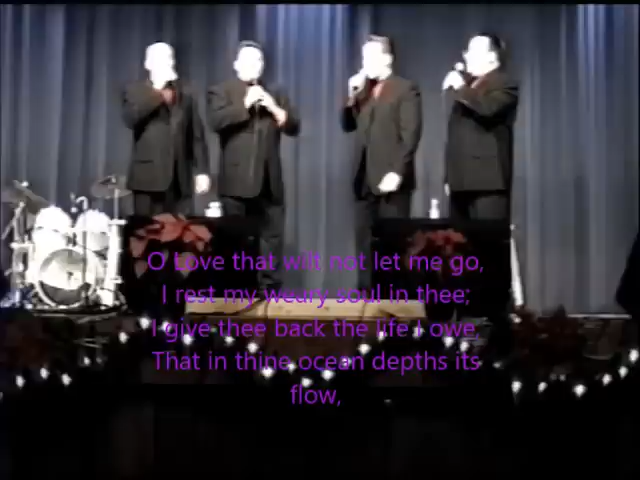 O Love that wilt not let me go,
I rest my weary soul in thee;
I give thee back the life I owe,
That in thine ocean depths its
flow,